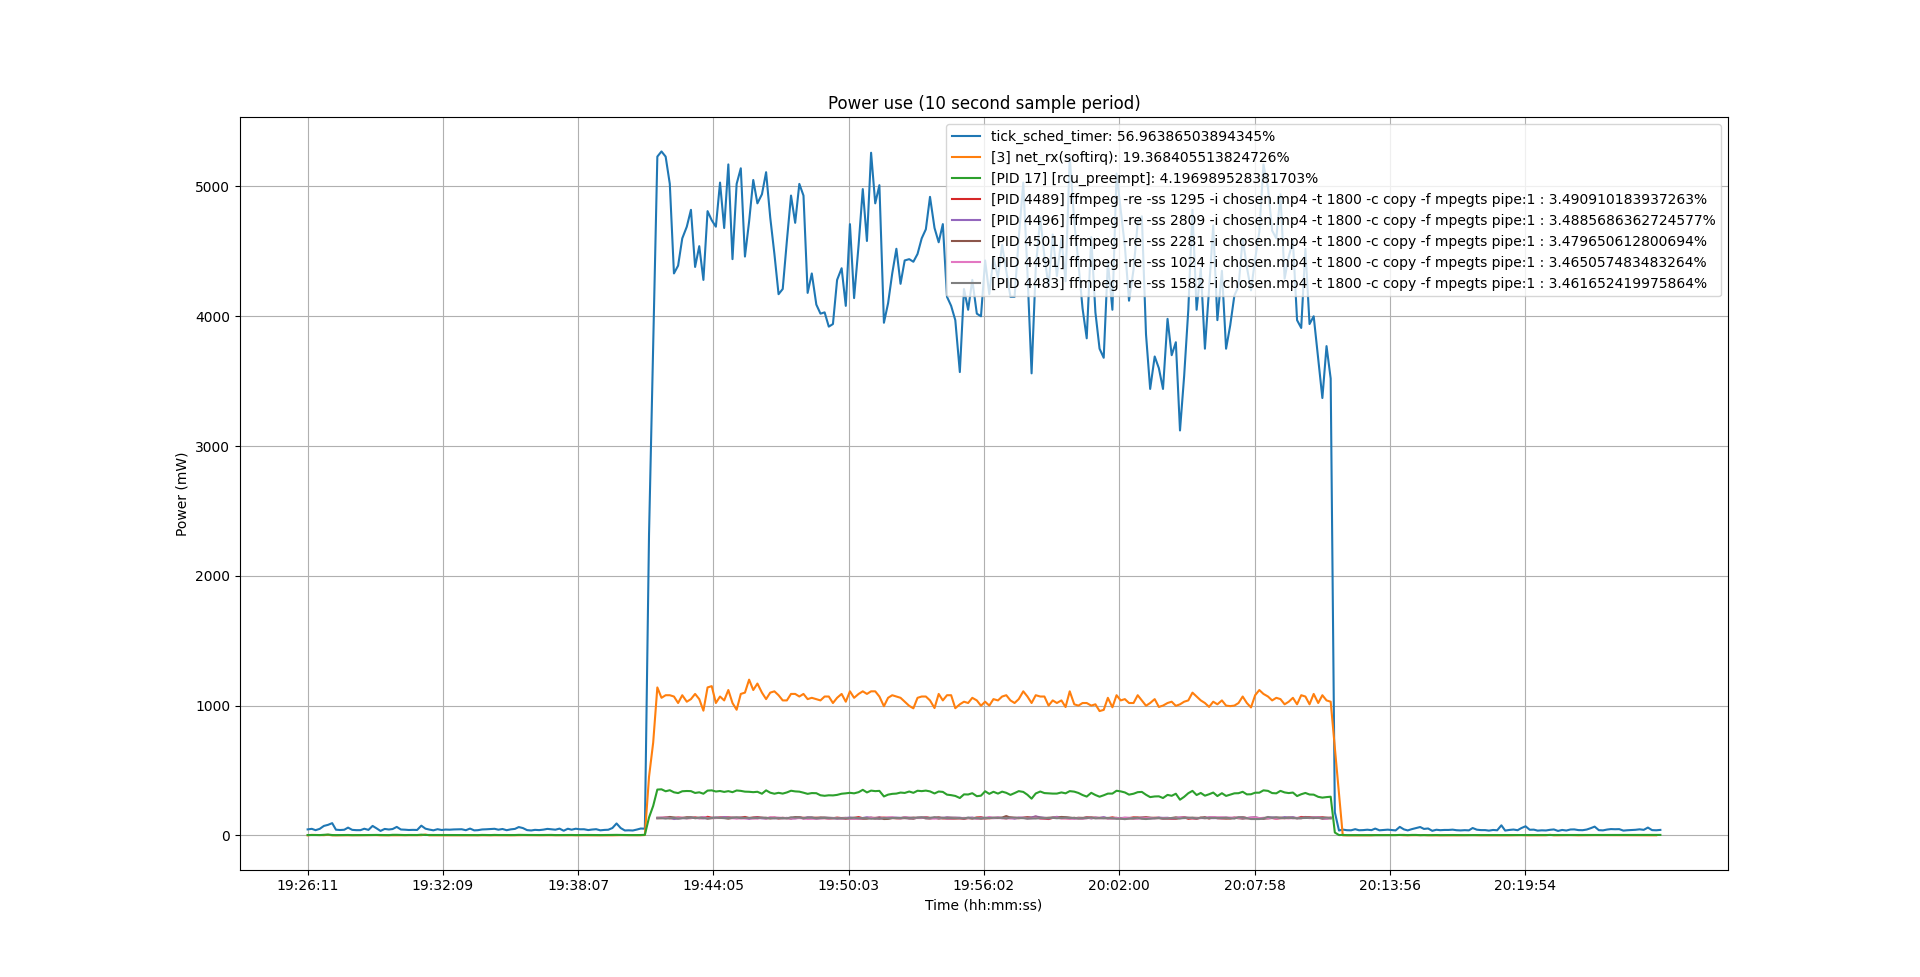 Power use (10 second sample period)
tick_sched_timer: 56.96386503894345%
[3] net_rx(softirq): 19.368405513824726%
[PID 17] [rcu_preempt]: 4.196989528381703%
[PID 4489] ffmpeg -re -ss 1295 -i chosen.mp4 -t 1800 -c copy -f mpegts pipe:1 : 3.490910183937263%
[PID 4496] ffmpeg -re -ss 2809 -i chosen.mp4 -t 1800 -c copy -f mpegts pipe:1 : 3.4885686362724577%
[PID 4501] ffmpeg -re -ss 2281 -i chosen.mp4 -t 1800 -c copy -f mpegts pipe:1 : 3.479650612800694%
[PID 4491] ffmpeg -re -ss 1024 -i chosen.mp4 -t 1800 -c copy -f mpegts pipe:1 : 3.465057483483264%
[PID 4483] ffmpeg -re -ss 1582 -i chosen.mp4 -t 1800 -c copy -f mpegts pipe:1 : 3.461652419975864%
Power (mW)
5000
4000
3000
2000
1000
0
19:26:11 19:32:09 19:38:07 19:44:05 19:50:03 19:56:02 20:02:00 20:07:58 20:13:56 20:19:54
Time (hh:mm:ss)